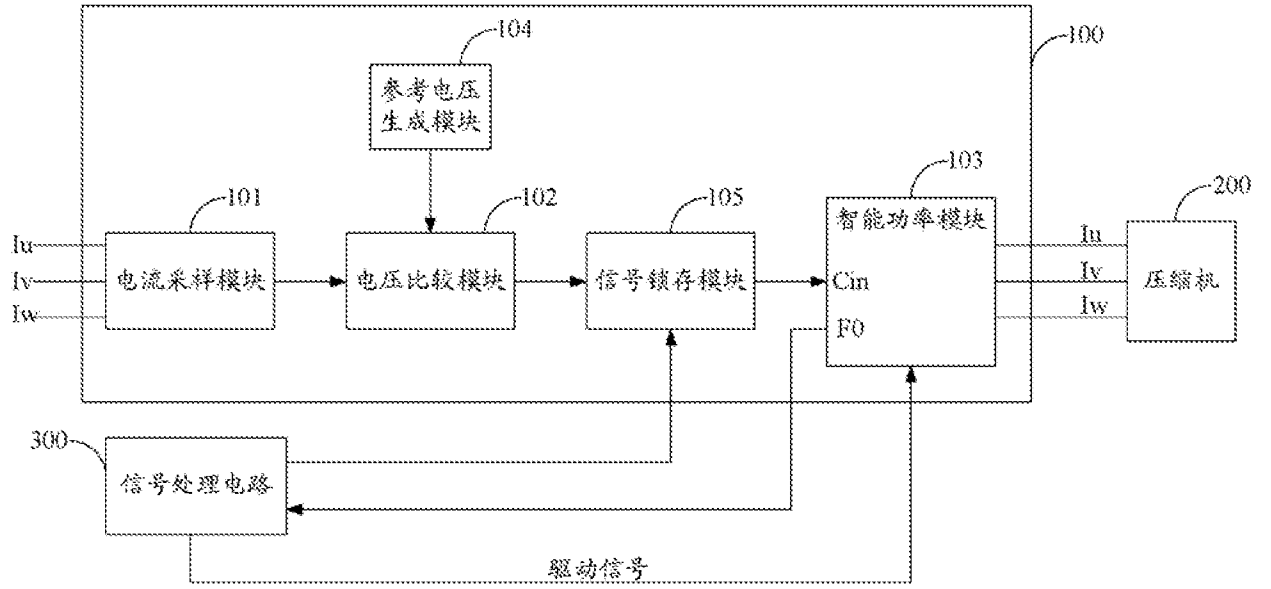 104
100
参考电压
生成模块
103
101
102
105
200
智能功率模块
Iu
Iv
Iw
电流采样模块
电压比较模块
信号锁存模块
Cin
F0
Iu
Iv
Iw
压缩机
300
信号处理电路
驱动信号